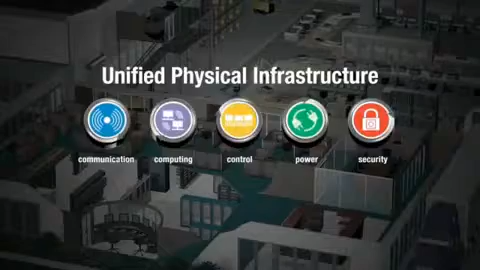 Unified Physical Infrastructure
communication computing control power security